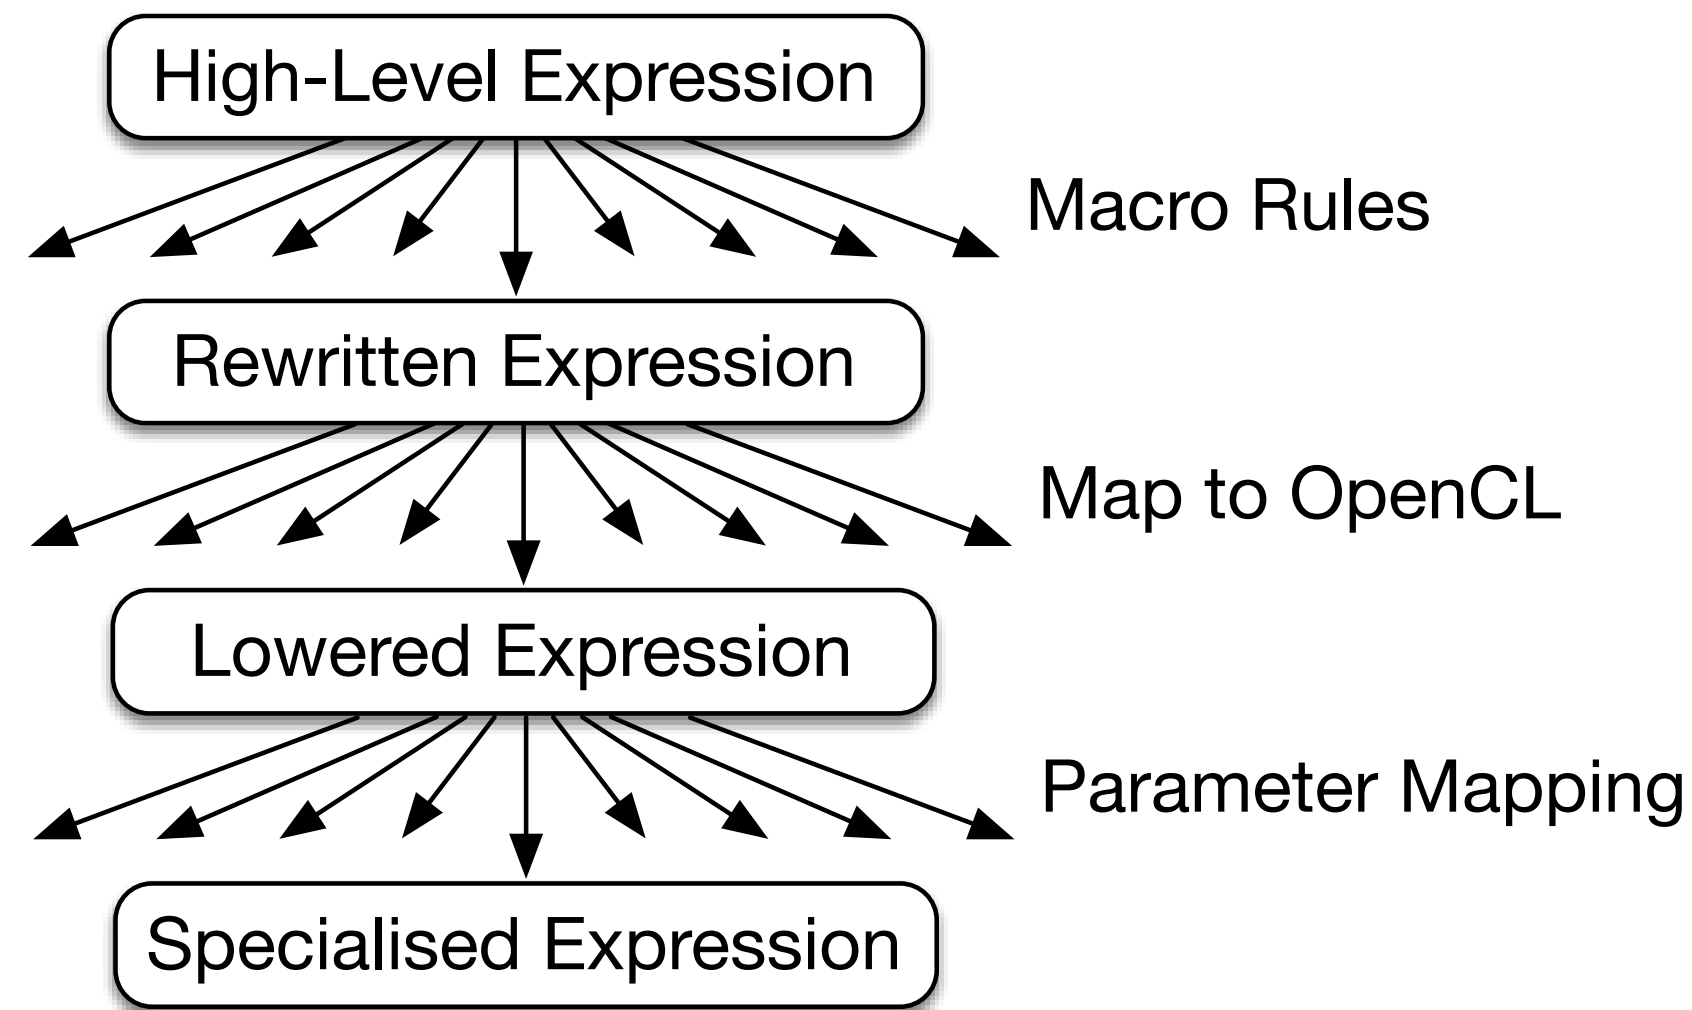 High-Level Expression
Macro Rules
Rewritten Expression
Map to OpenCL
Lowered Expression
Parameter Mapping
Specialised Expression